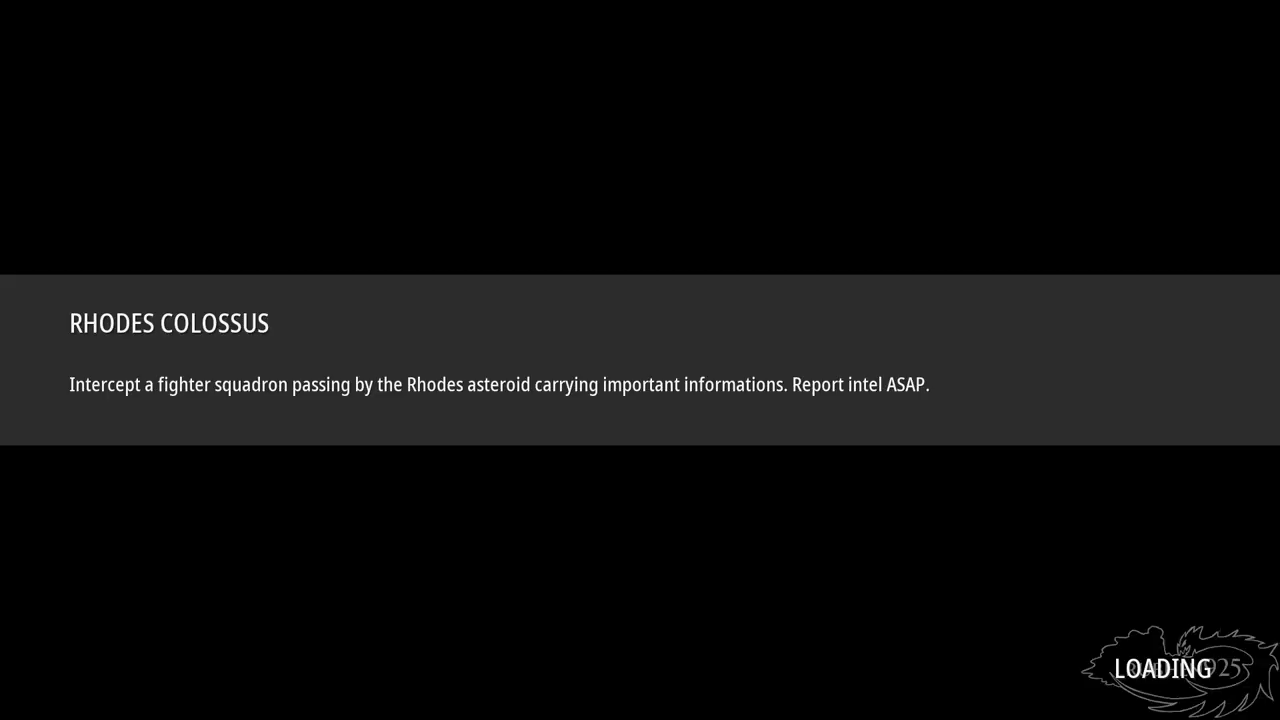 RHODES COLOSSUS
Intercept a fighter squadron passing by the Rhodes asteroid carrying important informations. Report intel ASAP.
LOADING